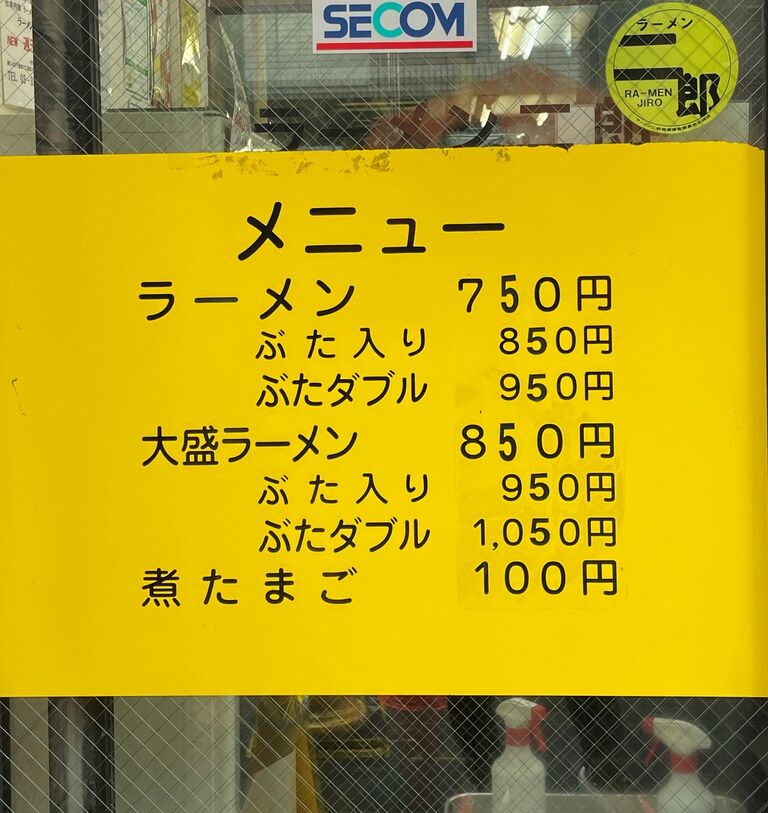 SECOM
ラーメン
二郎
RA-MEN
JIRO
メニュー
ラーメン 750円
ぶた入り 850円
ぶたダブル 950円
大盛ラーメン 850円
ぶた入り 950円
ぶたダブル 1,050円
煮たまご 100円